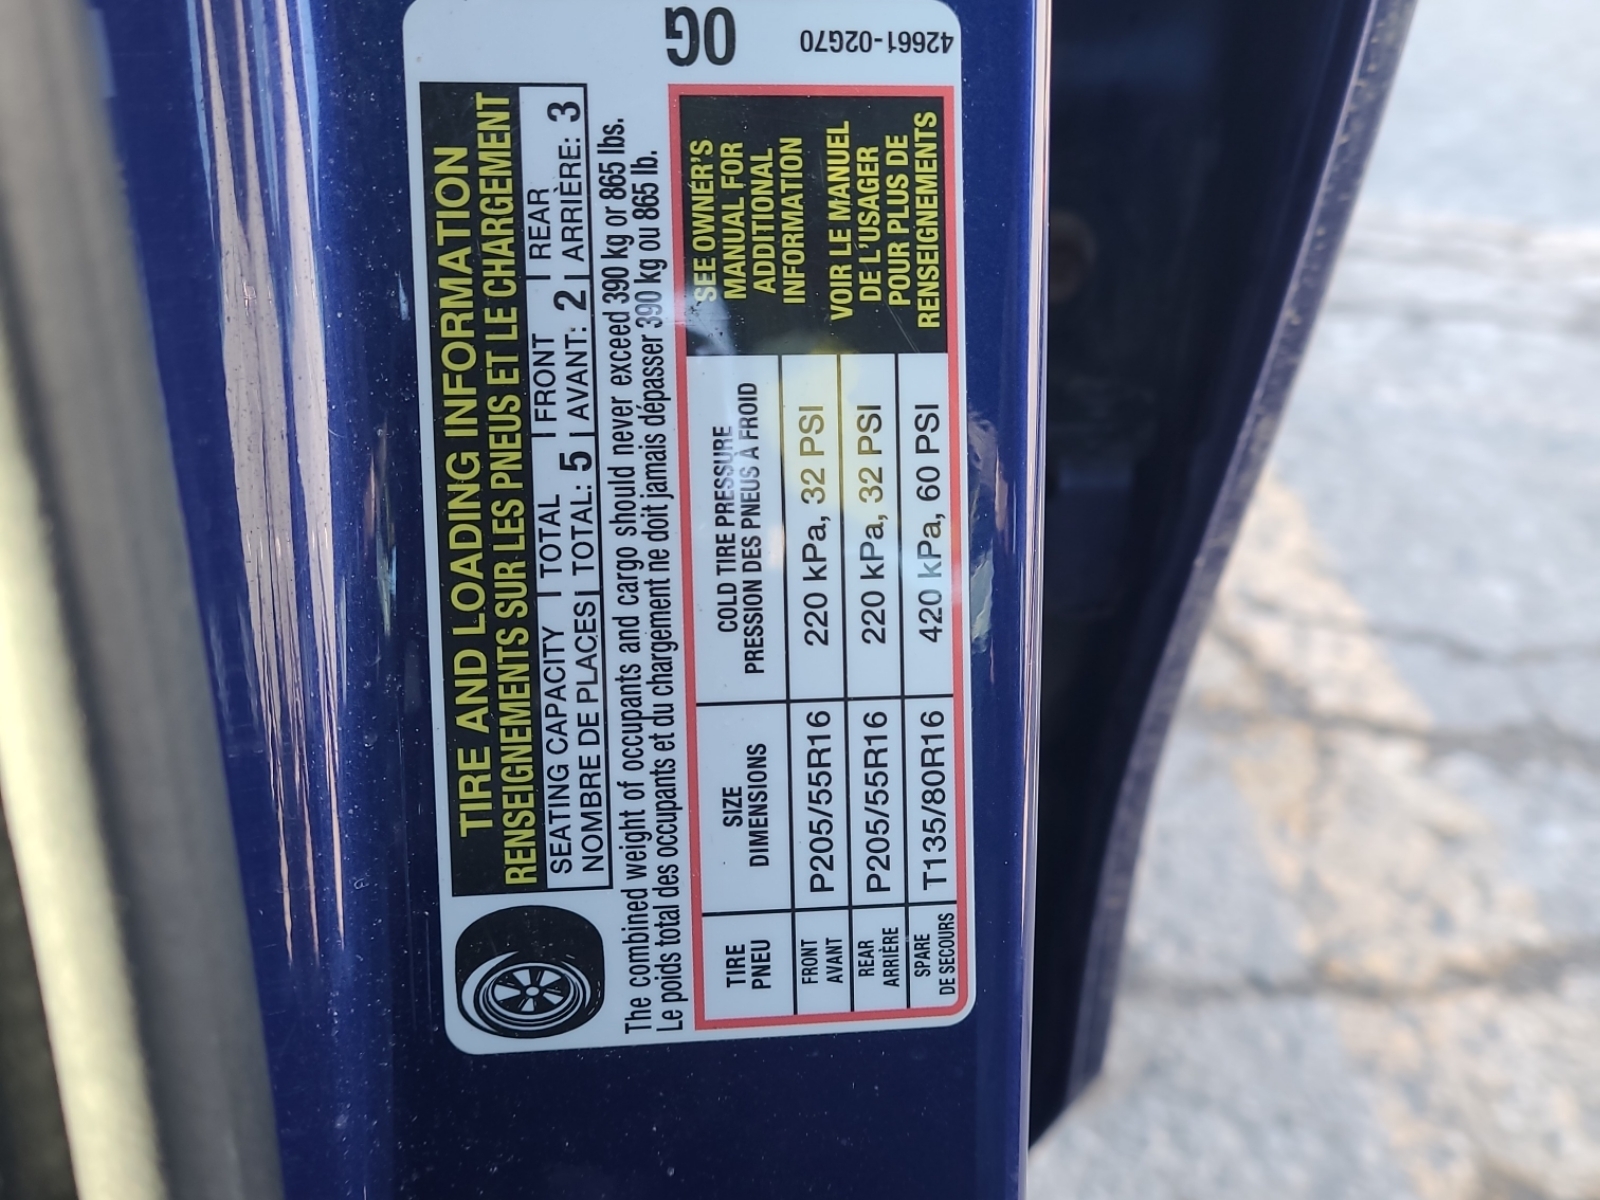 TIRE AND LOADING INFORMATION
RENSEIGNEMENTS SUR LES PNEUS ET LE CHARGEMENT
SEATING CAPACITY | TOTAL | FRONT | REAR
NOMBRE DE PLACES | TOTAL: 5 | AVANT: 2 | ARRIÈRE: 3
The combined weight of occupants and cargo should never exceed 390 kg or 865 lbs.
Le poids total des occupants et du chargement ne doit jamais dépasser 390 kg ou 865 lb.
TIRE
PNEU
SIZE
DIMENSIONS
COLD TIRE PRESSURE
PRESSION DES PNEUS À FROID
FRONT
AVANT
P205/55R16
220 kPa, 32 PSI
REAR
ARRIÈRE
P205/55R16
220 kPa, 32 PSI
SPARE
DE SECOURS
T135/80R16
420 kPa, 60 PSI
SEE OWNER'S
MANUAL FOR
ADDITIONAL
INFORMATION
VOIR LE MANUEL
DE L'USAGER
POUR PLUS DE
RENSEIGNEMENTS
OG
42661-02G70